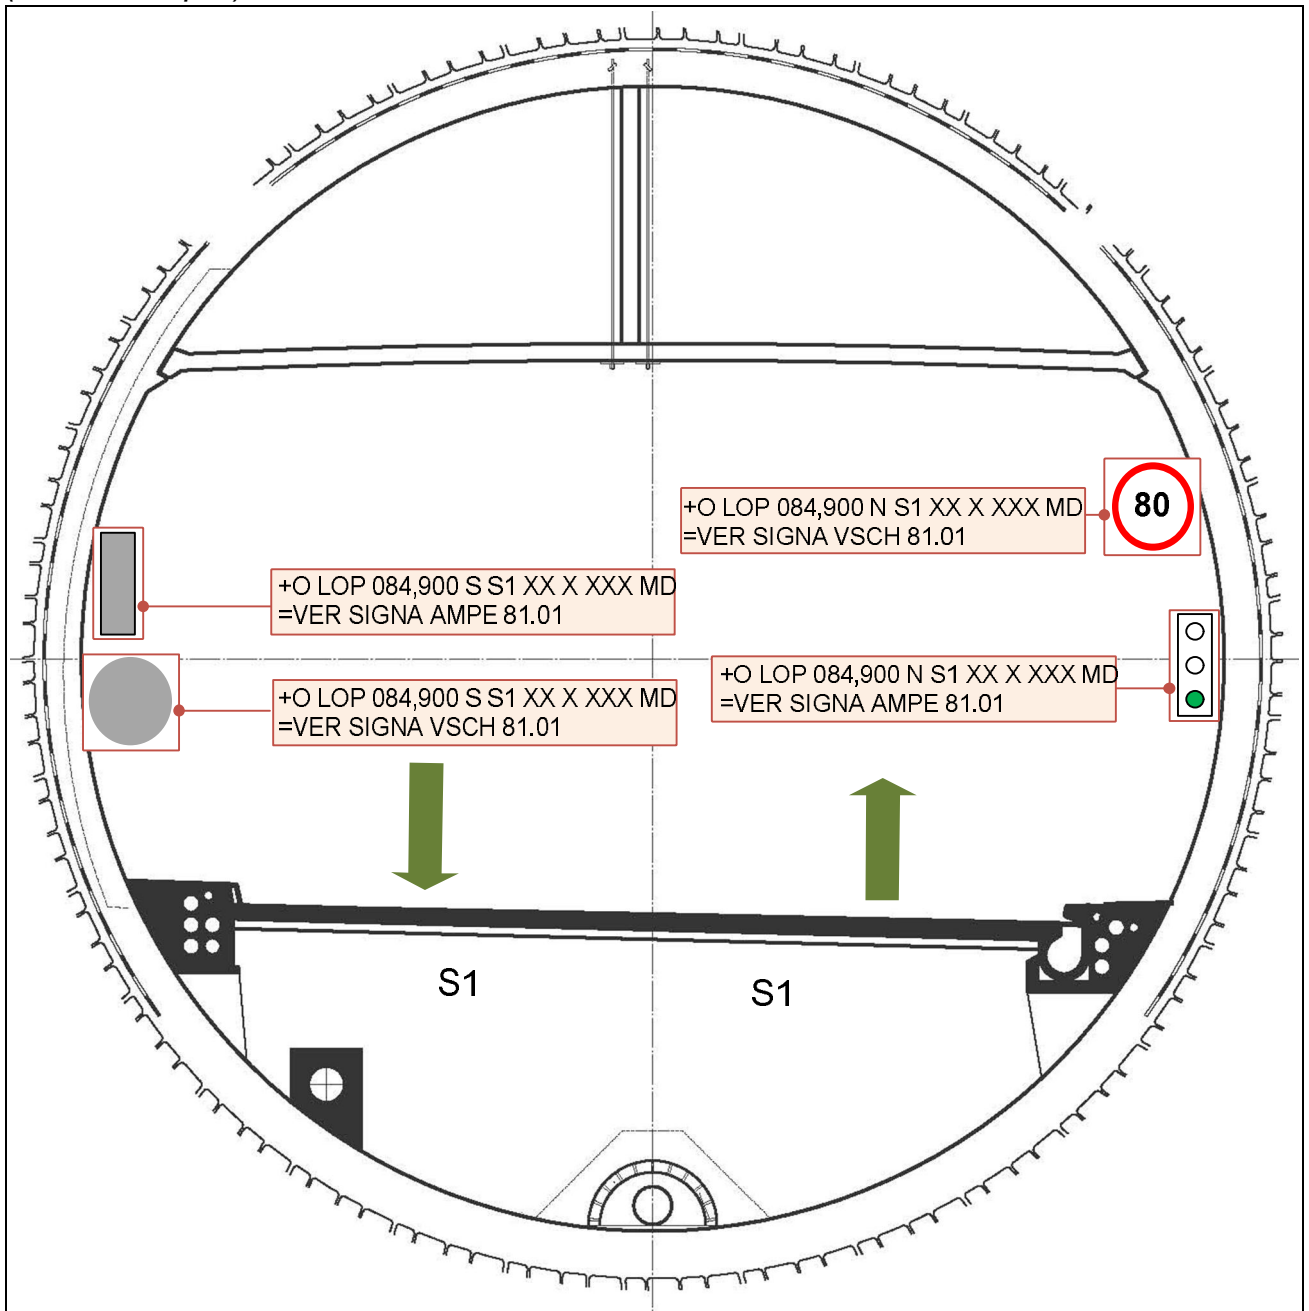 +O LOP 084,900 N S1 XX X XXX MD
=VER SIGNA VSCH 81.01
80
+O LOP 084,900 S S1 XX X XXX MD
=VER SIGNA AMPE 81.01
+O LOP 084,900 N S1 XX X XXX MD
=VER SIGNA AMPE 81.01
+O LOP 084,900 S S1 XX X XXX MD
=VER SIGNA VSCH 81.01
S1
S1